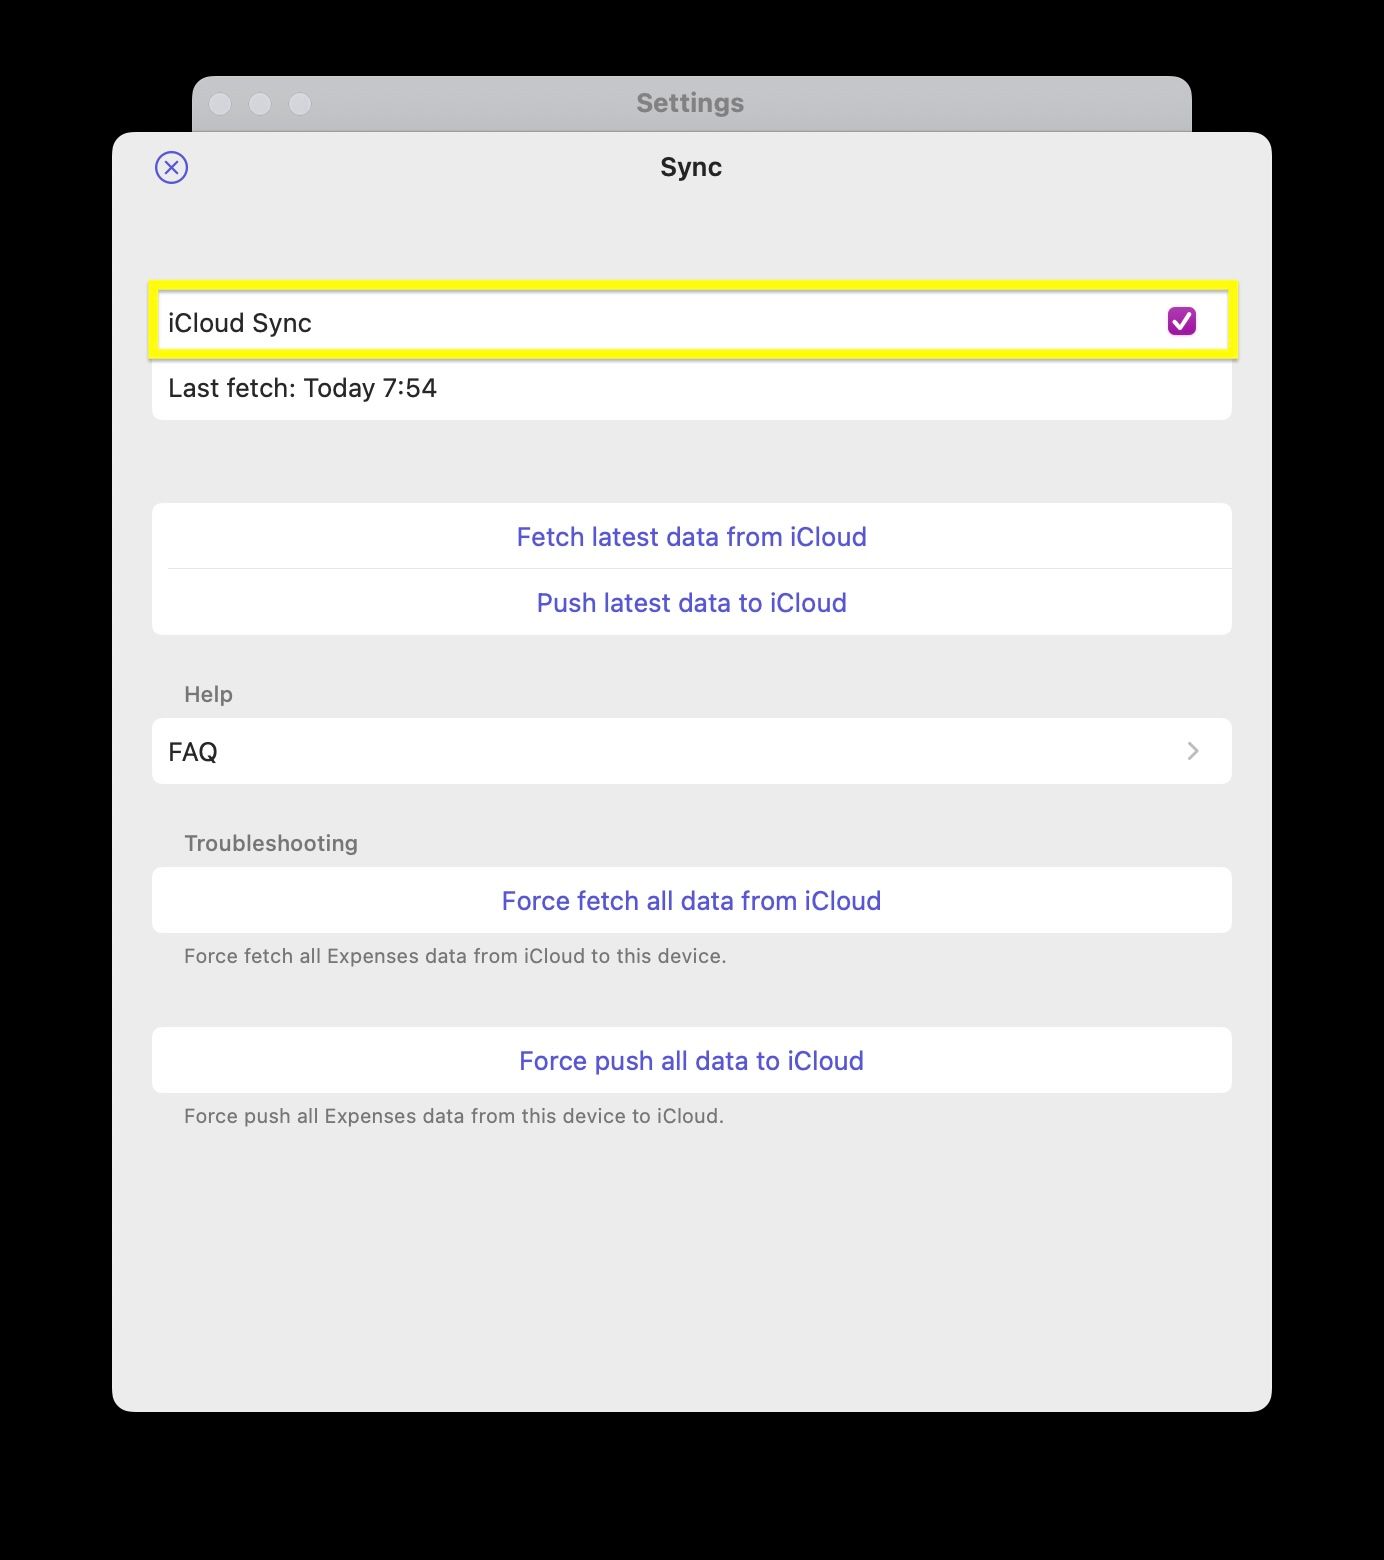 Settings
Sync
iCloud Sync
Last fetch: Today 7:54
Fetch latest data from iCloud
Push latest data to iCloud
Help
FAQ
Troubleshooting
Force fetch all data from iCloud
Force fetch all Expenses data from iCloud to this device.
Force push all data to iCloud
Force push all Expenses data from this device to iCloud.